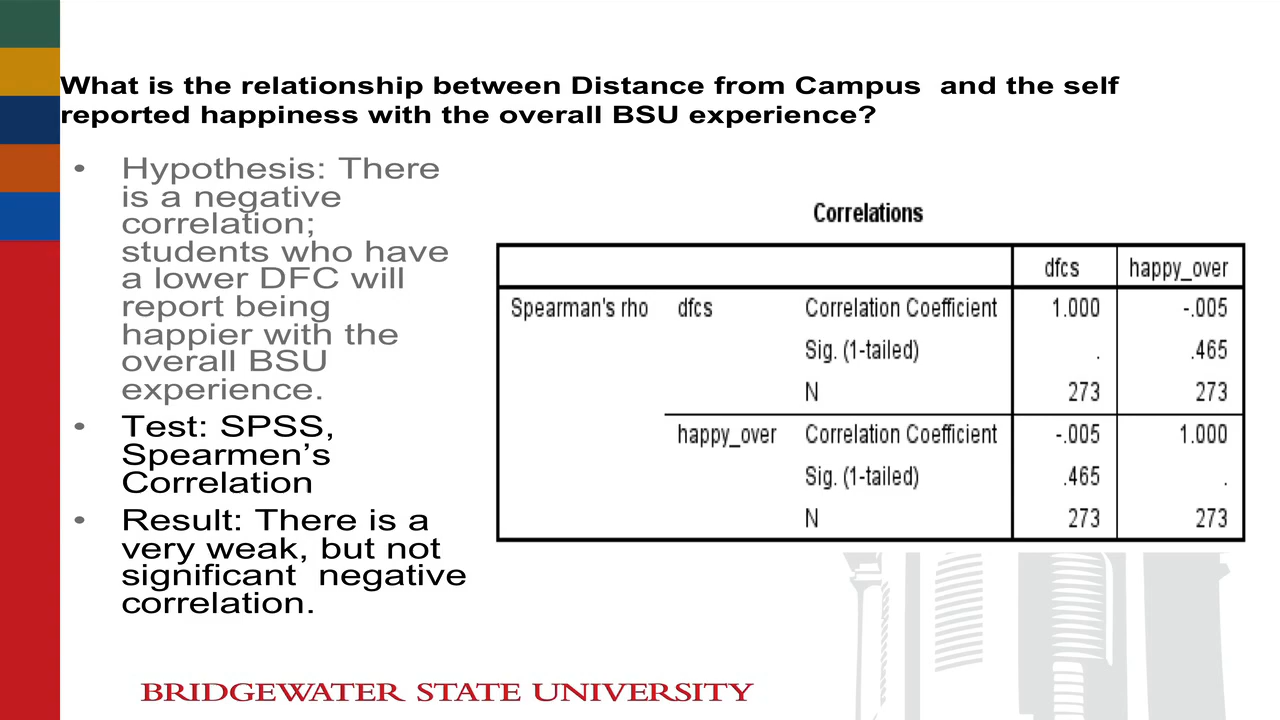 What is the relationship between Distance from Campus  and the self
reported happiness with the overall BSU experience?
• Hypothesis: There
is a negative
correlation;
students who have
a lower DFC will
report being
happier with the
overall BSU
experience.
• Test: SPSS,
Spearmen’s
Correlation
• Result: There is a
very weak, but not
significant  negative
correlation.
Correlations
dfcs happy_over
Spearman's rho dfcs Correlation Coefficient 1.000 -.005
Sig. (1-tailed) . .465
N 273 273
happy_over Correlation Coefficient -.005 1.000
Sig. (1-tailed) .465 .
N 273 273
BRIDGEWATER STATE UNIVERSITY